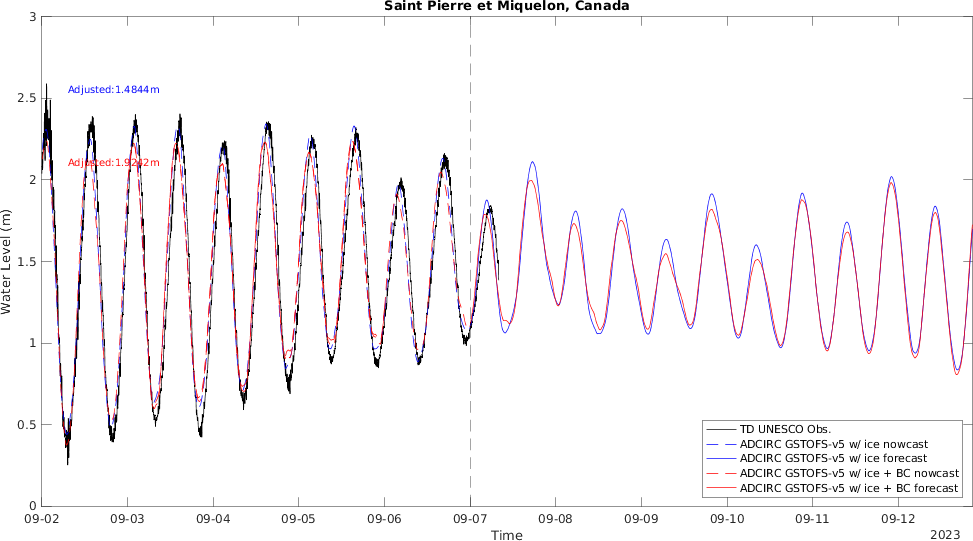 Saint Pierre et Miquelon, Canada
3
2.5
2
1.5
1
0.5
0
Water Level (m)
Adjusted:1.4844m
Adjusted:1.9242m
TD UNESCO Obs.
ADCIRC GSTOFS-v5 w/ ice nowcast
ADCIRC GSTOFS-v5 w/ ice forecast
ADCIRC GSTOFS-v5 w/ ice + BC nowcast
ADCIRC GSTOFS-v5 w/ ice + BC forecast
09-02 09-03 09-04 09-05 09-06 09-07 09-08 09-09 09-10 09-11 09-12
Time
2023